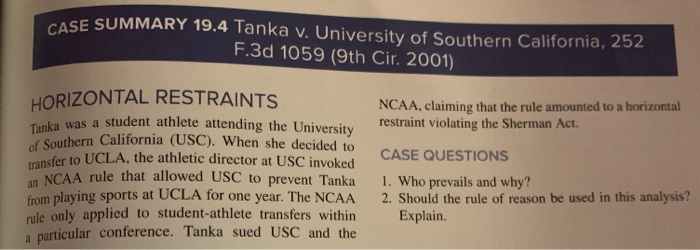 CASE SUMMARY 19.4 Tanka v. University of Southern California, 252
F.3d 1059 (9th Cir. 2001)
HORIZONTAL RESTRAINTS
Tanka was a student athlete attending the University
of Southern California (USC). When she decided to
transfer to UCLA, the athletic director at USC invoked
an NCAA rule that allowed USC to prevent Tanka
from playing sports at UCLA for one year. The NCAA
rule only applied to student-athlete transfers within
a particular conference. Tanka sued USC and the
NCAA, claiming that the rule amounted to a horizontal
restraint violating the Sherman Act.
CASE QUESTIONS
1. Who prevails and why?
2. Should the rule of reason be used in this analysis?
Explain.